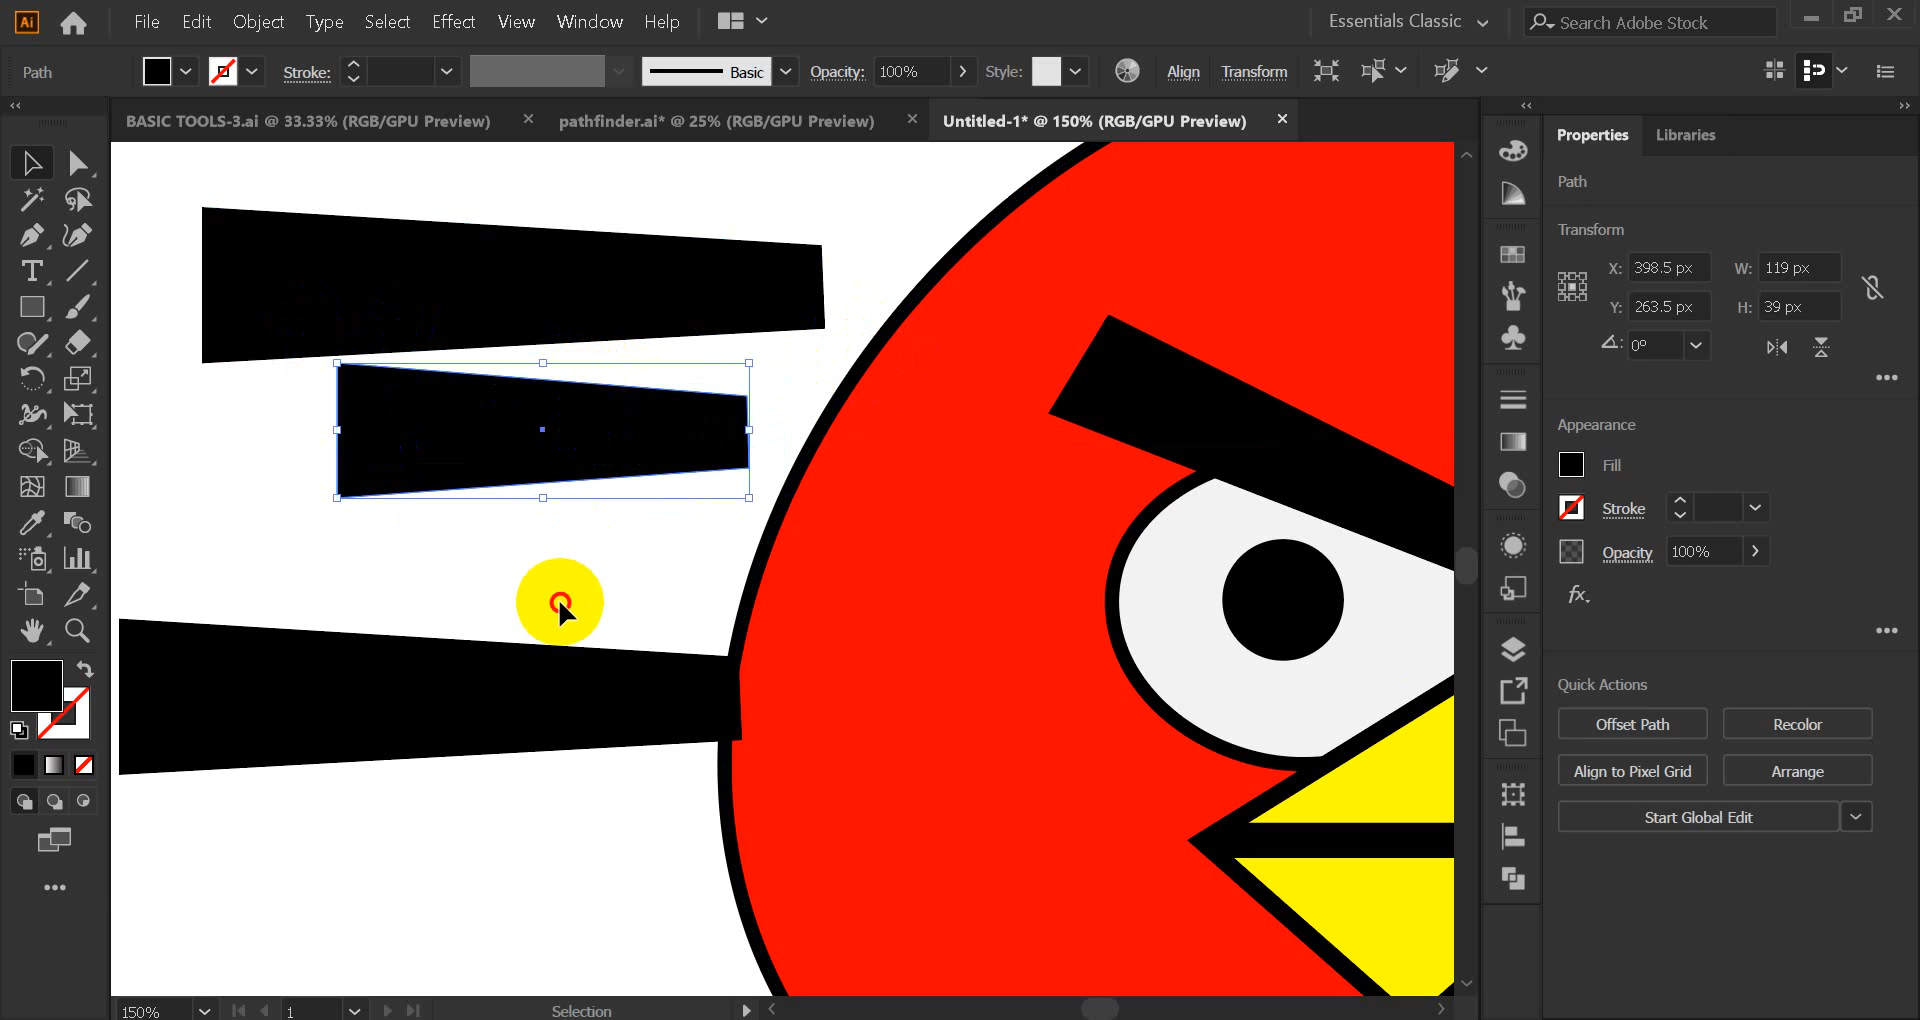 Ai File Edit Object Type Select Effect View Window Help Essentials Classic Search Adobe Stock
Path Stroke: Basic Opacity: 100% Style: Align Transform
BASIC TOOLS-3.ai @ 33.33% (RGB/GPU Preview) × pathfinder.ai* @ 25% (RGB/GPU Preview) × Untitled-1* @ 150% (RGB/GPU Preview) ×
Properties Libraries
Path
Transform
X: 398.5 px W: 119 px
Y: 263.5 px H: 39 px
0°
Appearance
Fill
Stroke
Opacity 100%
fx.
Quick Actions
Offset Path Recolor
Align to Pixel Grid Arrange
Start Global Edit
150% 1 Selection